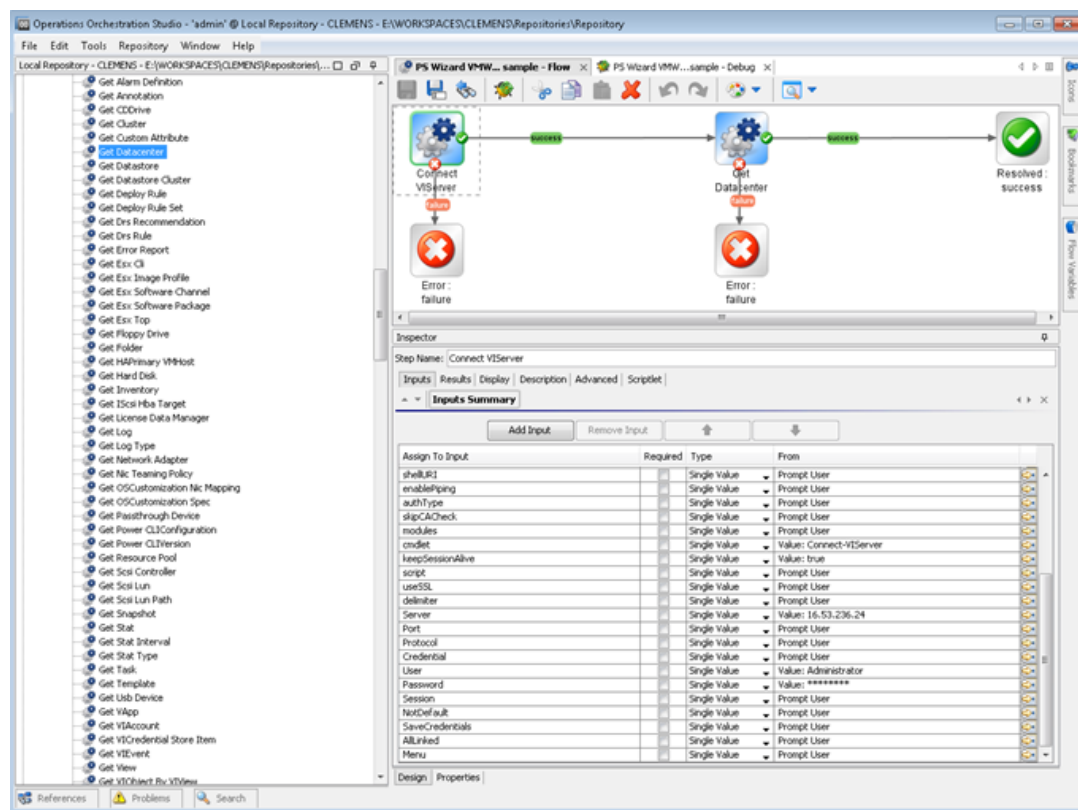 Operations Orchestration Studio - 'admin' @ Local Repository - CLEMENS - E:\WORKSPACES\CLEMENS\Repositories\Repository
File Edit Tools Repository Window Help
Local Repository - CLEMENS - E:\WORKSPACES\CLEMENS\Repositories\...
Get Alarm Definition
Get Annotation
Get CDDrive
Get Cluster
Get Custom Attribute
Get Datacenter
Get Datastore
Get Datastore Cluster
Get Deploy Rule
Get Deploy Rule Set
Get Drs Recommendation
Get Drs Rule
Get Error Report
Get Esx Cli
Get Esx Image Profile
Get Esx Software Channel
Get Esx Software Package
Get Esx Top
Get Floppy Drive
Get Folder
Get HAPrimary VMHost
Get Hard Disk
Get Inventory
Get IScsi Hba Target
Get License Data Manager
Get Log
Get Log Type
Get Network Adapter
Get Nic Teaming Policy
Get OSCustomization Nic Mapping
Get OSCustomization Spec
Get Passthrough Device
Get Power CLIConfiguration
Get Power CLIVersion
Get Resource Pool
Get Scsi Controller
Get Scsi Lun
Get Scsi Lun Path
Get Snapshot
Get Stat
Get Stat Interval
Get Stat Type
Get Task
Get Template
Get Usb Device
Get VApp
Get VIAccount
Get VICredential Store Item
Get VIEvent
Get View
Get VIObject By VIView
References Problems Search
PS Wizard VMW... sample - Flow PS Wizard VMW...sample - Debug
success success
Connect
VIServer
Get
Datacenter
Resolved :
success
failure failure
Error :
failure
Error :
failure
Icons
Bookmarks
Flow Variables
Inspector
Step Name: Connect VIServer
Inputs Results Display Description Advanced Scriptlet
Inputs Summary
Add Input Remove Input
Assign To Input Required Type From
shellURI Single Value Prompt User
enablePiping Single Value Prompt User
authType Single Value Prompt User
skipCACheck Single Value Prompt User
modules Single Value Prompt User
cmdlet Single Value Value: Connect-VIServer
keepSessionAlive Single Value Value: true
script Single Value Prompt User
useSSL Single Value Prompt User
delimiter Single Value Prompt User
Server Single Value Value: 16.53.236.24
Port Single Value Prompt User
Protocol Single Value Prompt User
Credential Single Value Prompt User
User Single Value Value: Administrator
Password Single Value Value: ********
Session Single Value Prompt User
NotDefault Single Value Prompt User
SaveCredentials Single Value Prompt User
AllLinked Single Value Prompt User
Menu Single Value Prompt User
Design Properties